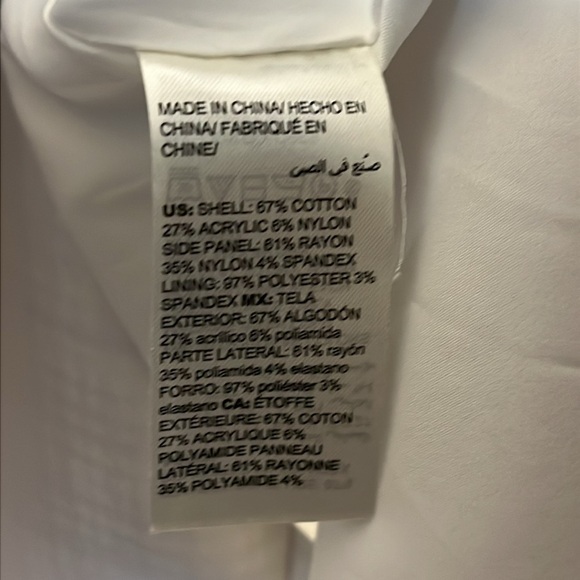 MADE IN CHINA/ HECHO EN
CHINA/ FABRIQUÉ EN
CHINE/
صنّع في الصين
US: SHELL: 67% COTTON
27% ACRYLIC 6% NYLON
SIDE PANEL: 61% RAYON
35% NYLON 4% SPANDEX
LINING: 97% POLYESTER 3%
SPANDEX MX: TELA
EXTERIOR: 67% ALGODÓN
27% acrílico 6% poliamida
PARTE LATERAL: 61% rayón
35% poliamida 4% elastano
FORRO: 97% poliéster 3%
elastano CA: ÉTOFFE
EXTÉRIEURE: 67% COTON
27% ACRYLIQUE 6%
POLYAMIDE PANNEAU
LATÉRAL: 61% RAYONNE
35% POLYAMIDE 4%